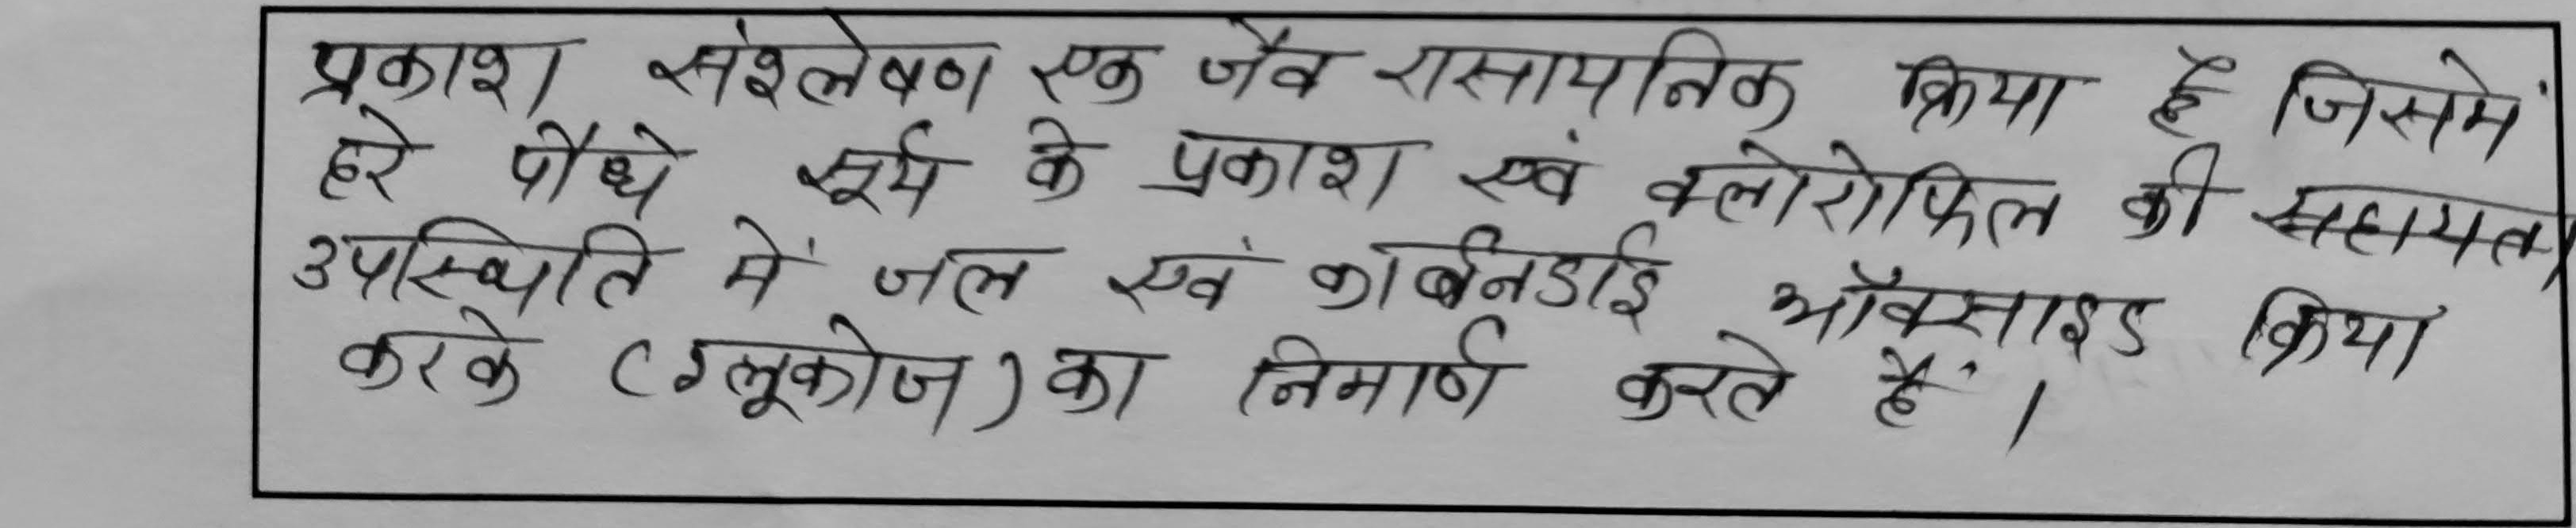 प्रकाश संश्लेषण एक जैव रासायनिक क्रिया है जिसमें
हरे पौधे सूर्य के प्रकाश एवं क्लोरोफिल की सहायता
उपस्थिति में जल एवं कार्बनडाई ऑक्साइड क्रिया
करके (ग्लूकोज) का निमार्ण करते हैं।